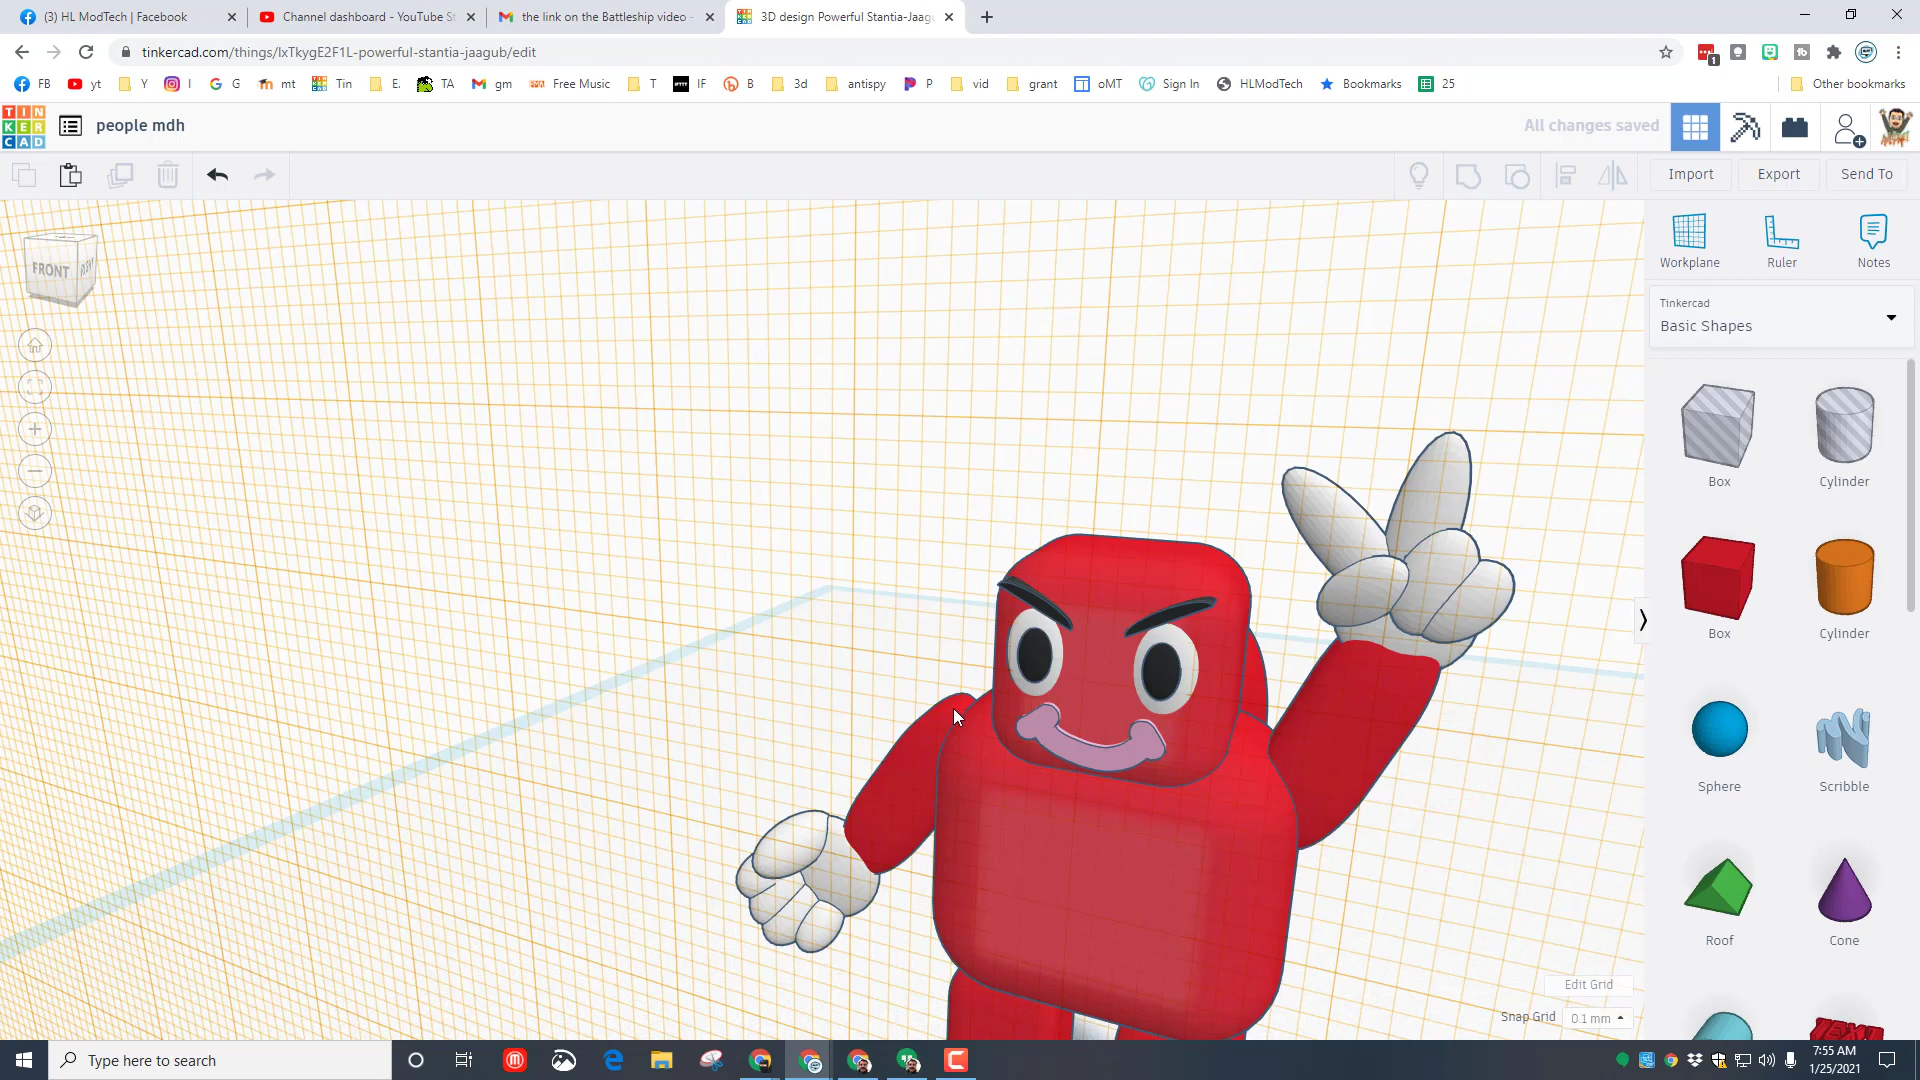 (3) HL ModTech | Facebook
Channel dashboard - YouTube St
the link on the Battleship video -
3D design Powerful Stantia-Jaagu
tinkercad.com/things/lxTkygE2F1L-powerful-stantia-jaagub/edit
1
FB
yt
Y
I
G
mt
Tin
E.
TA
gm
Free Music
T
IF
B
3d
antispy
P
vid
grant
oMT
Sign In
HLModTech
Bookmarks
25
Other bookmarks
TIN
KER
CAD
people mdh
All changes saved
Import
Export
Send To
FRONT
Workplane
Ruler
Notes
Tinkercad
Basic Shapes
Box
Cylinder
Box
Cylinder
Sphere
Scribble
Roof
Cone
TEXT
Edit Grid
Snap Grid
0.1 mm
Type here to search
7:55 AM
1/25/2021